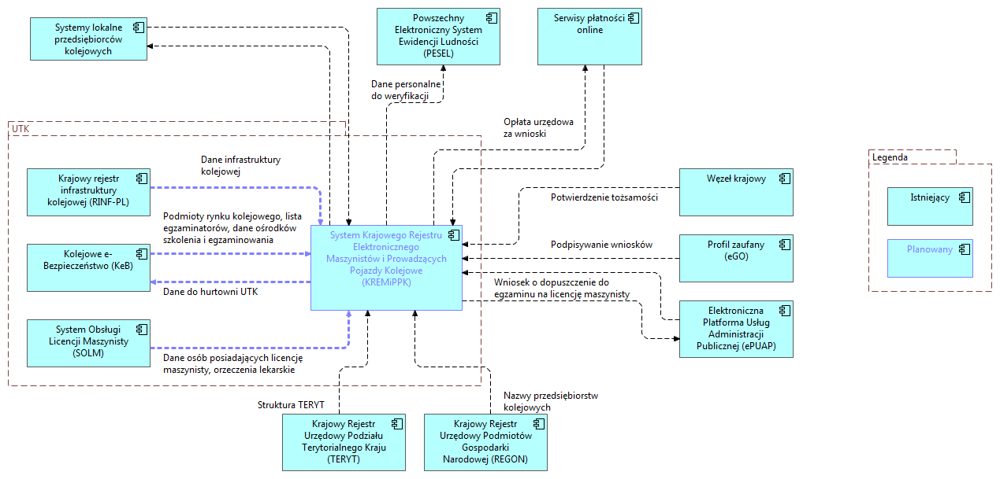 Systemy lokalne
przedsiębiorców
kolejowych
Powszechny
Elektroniczny System
Ewidencji Ludności
(PESEL)
Serwisy płatności
online
Dane personalne
do weryfikacji
Opłata urzędowa
za wnioski
UTK
Dane infrastruktury
kolejowej
Krajowy rejestr
infrastruktury
kolejowej (RINF-PL)
Podmioty rynku kolejowego, lista
egzaminatorów, dane ośrodków
szkolenia i egzaminowania
Kolejowe e-
Bezpieczeństwo (KeB)
Dane do hurtowni UTK
System Obsługi
Licencji Maszynisty
(SOLM)
Dane osób posiadających licencję
maszynisty, orzeczenia lekarskie
System Krajowego Rejestru
Elektronicznego
Maszynistów i Prowadzących
Pojazdy Kolejowe
(KREMiPPK)
Potwierdzenie tożsamości
Węzeł krajowy
Podpisywanie wniosków
Profil zaufany
(eGO)
Wniosek o dopuszczenie do
egzaminu na licencję maszynisty
Elektroniczna
Platforma Usług
Administracji
Publicznej (ePUAP)
Legenda
Istniejący
Planowany
Struktura TERYT
Krajowy Rejestr
Urzędowy Podziału
Terytorialnego Kraju
(TERYT)
Nazwy przedsiębiorstw
kolejowych
Krajowy Rejestr
Urzędowy Podmiotów
Gospodarki
Narodowej (REGON)